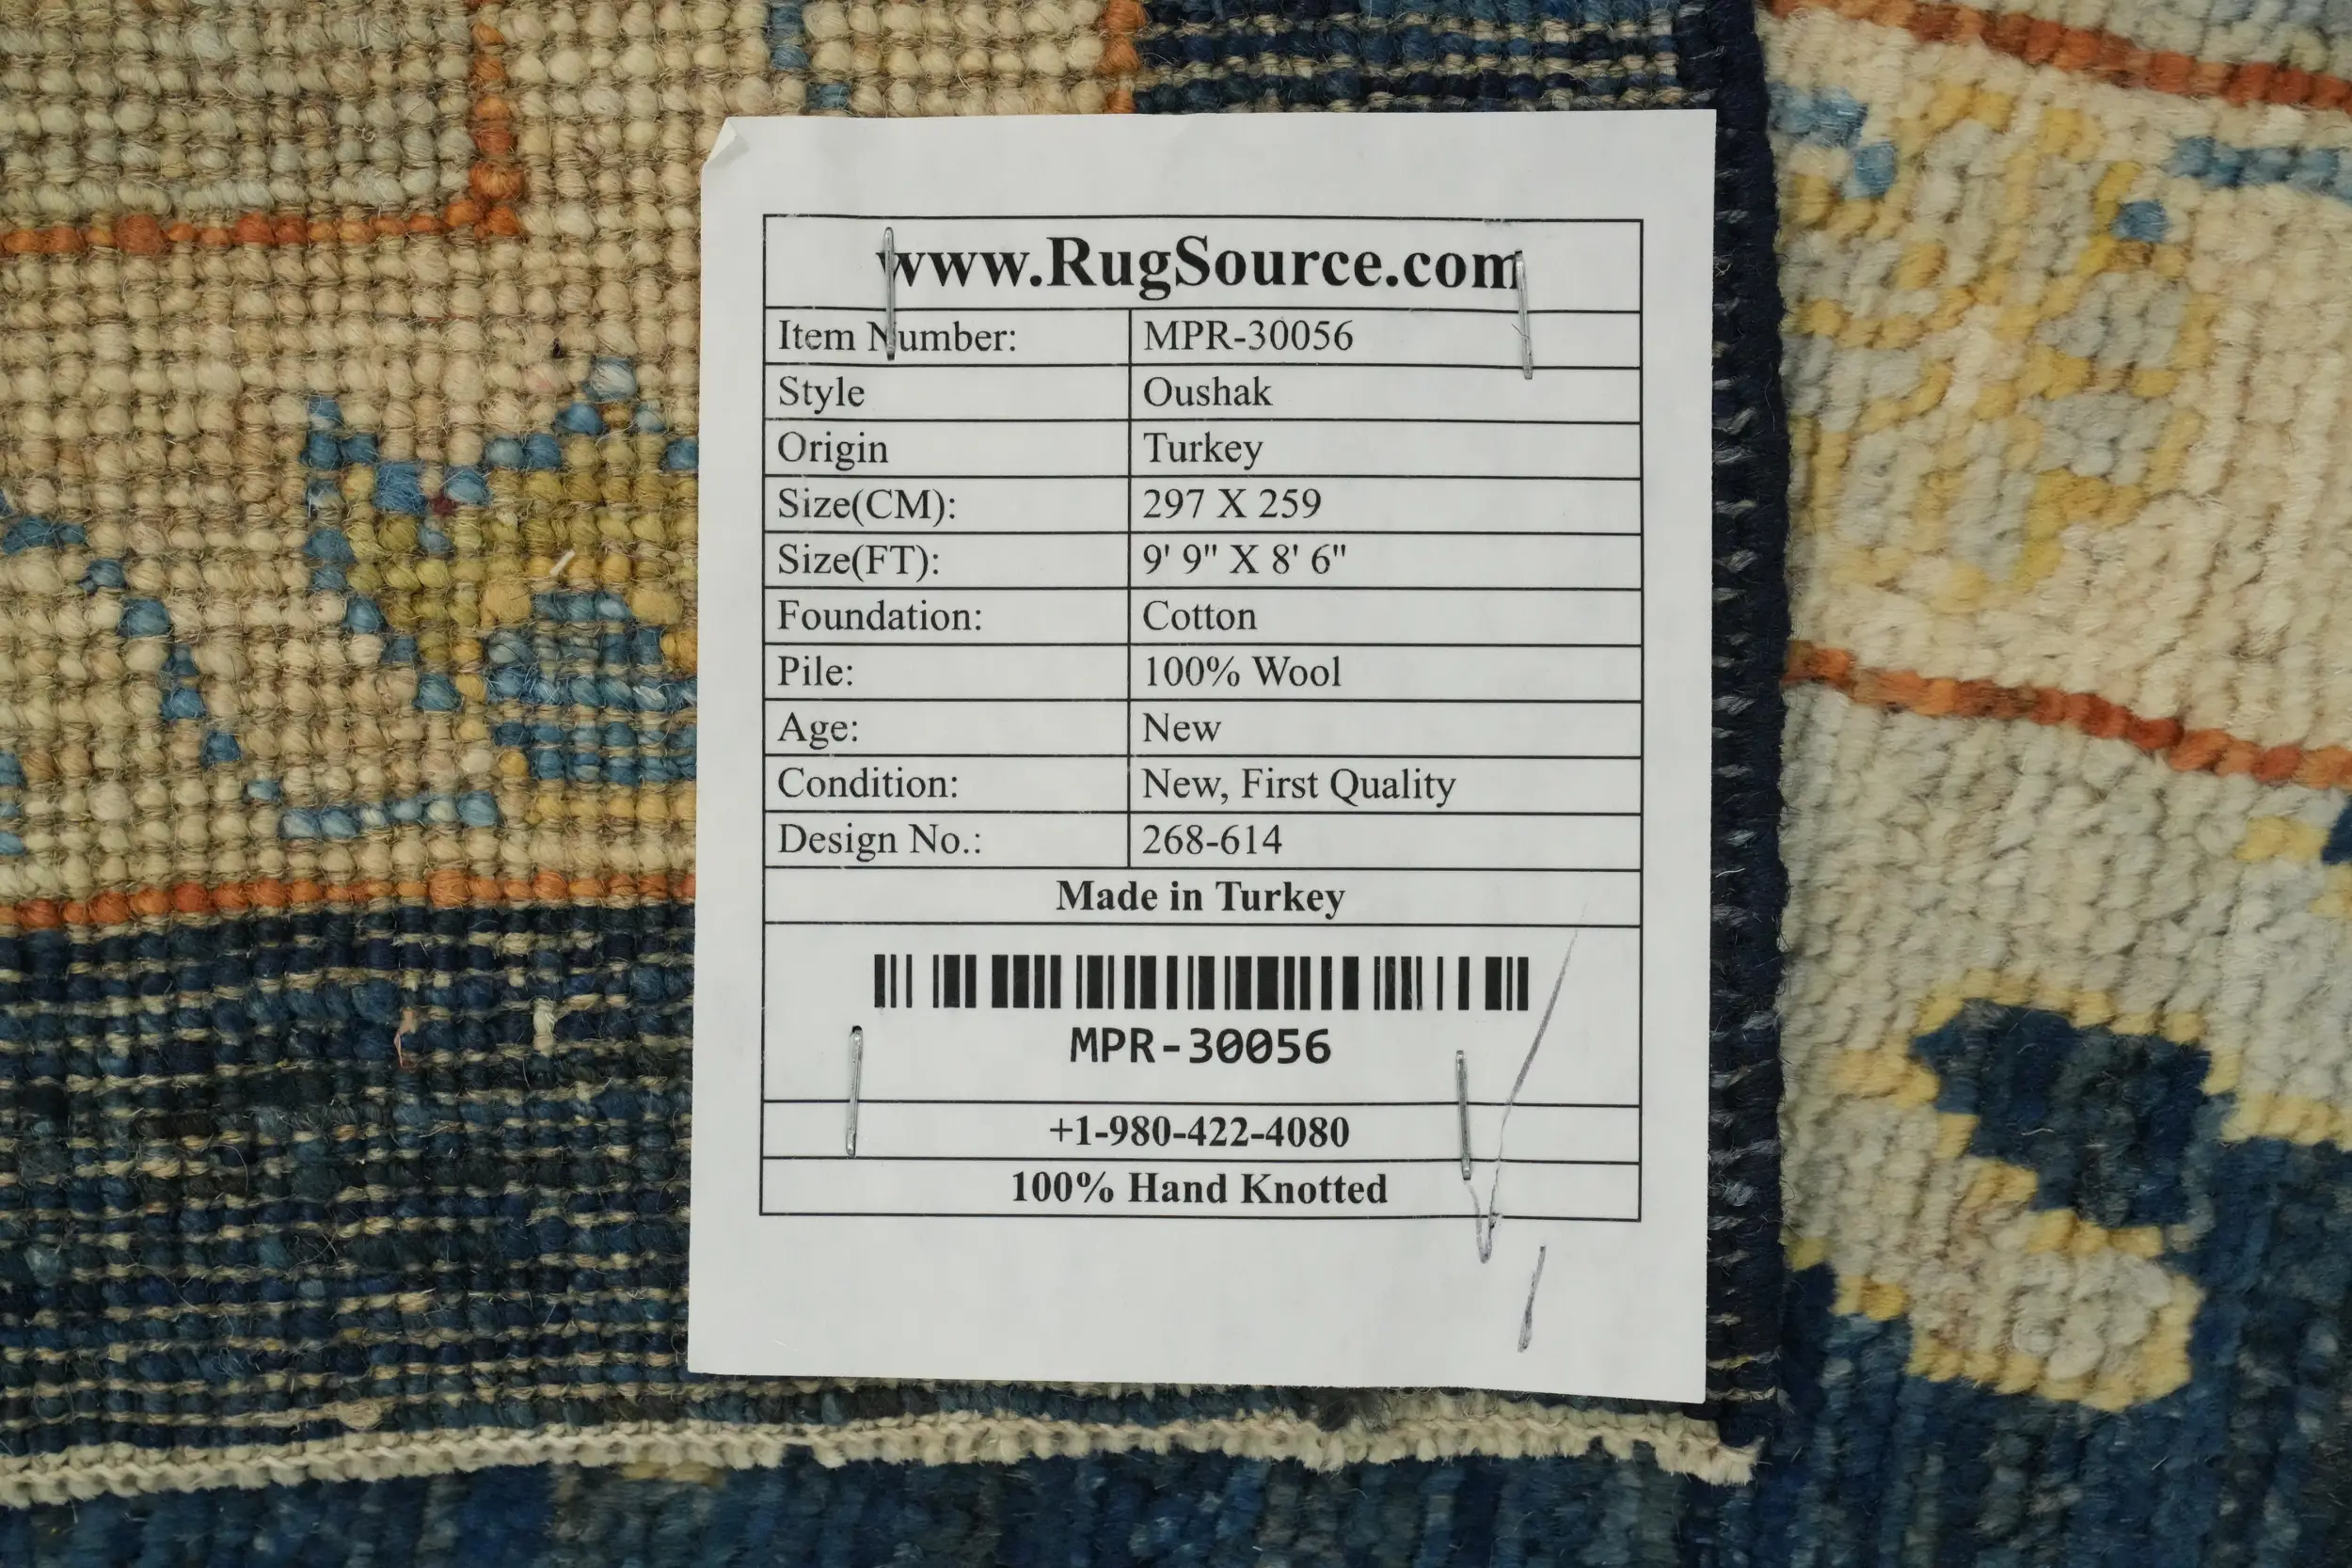 www.RugSource.com
Item Number: MPR-30056
Style Oushak
Origin Turkey
Size(CM): 297 X 259
Size(FT): 9' 9" X 8' 6"
Foundation: Cotton
Pile: 100% Wool
Age: New
Condition: New, First Quality
Design No.: 268-614
Made in Turkey
MPR-30056
+1-980-422-4080
100% Hand Knotted